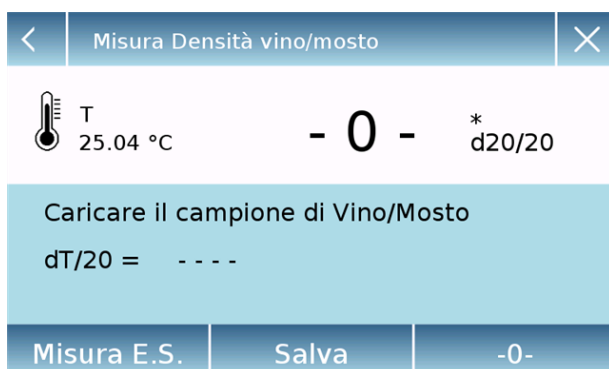 < Misura Densità vino/mosto X
T
25.04 °C
- 0 -
*
d20/20
Caricare il campione di Vino/Mosto
dT/20 = - - - -
Misura E.S. Salva -0-